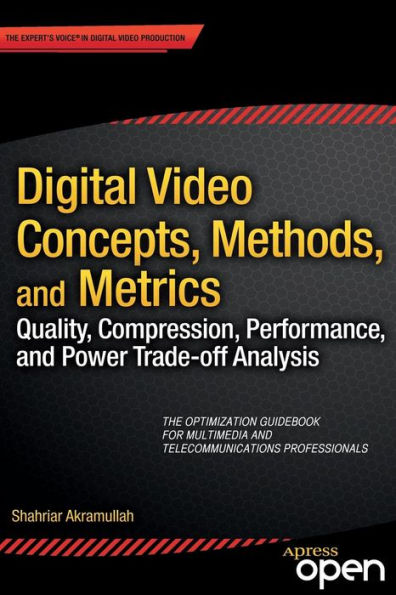 THE EXPERT'S VOICE® IN DIGITAL VIDEO PRODUCTION
Digital Video
Concepts, Methods,
and Metrics
Quality, Compression, Performance,
and Power Trade-off Analysis
THE OPTIMIZATION GUIDEBOOK
FOR MULTIMEDIA AND
TELECOMMUNICATIONS PROFESSIONALS
Shahriar Akramullah
Apress
open